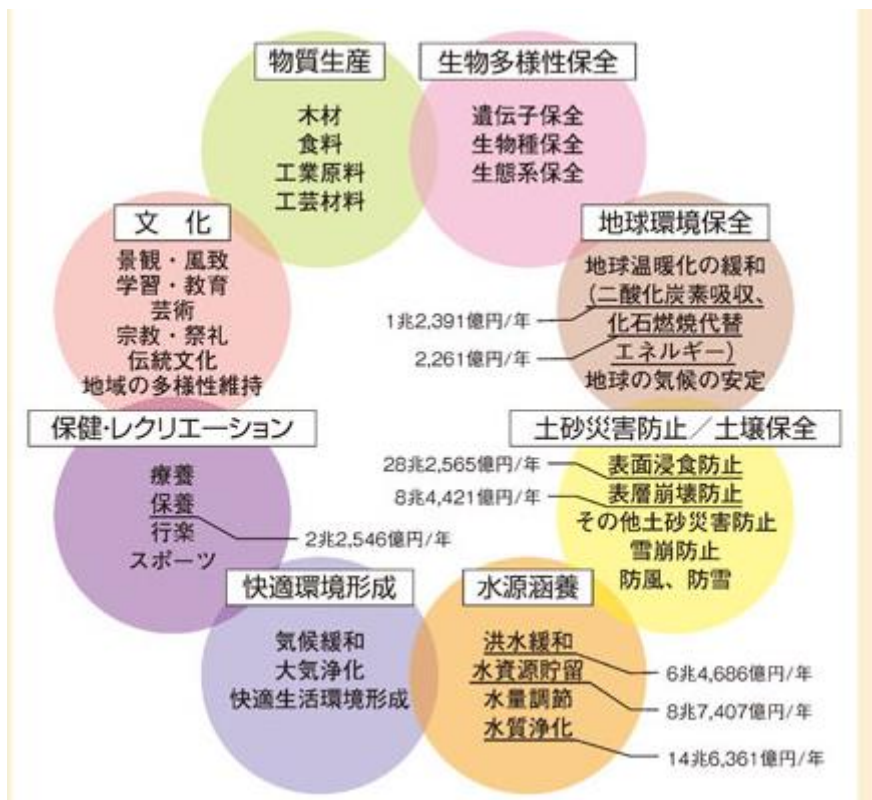 物質生産
木材
食料
工業原料
工芸材料
生物多様性保全
遺伝子保全
生物種保全
生態系保全
文 化
景観・風致
学習・教育
芸術
宗教・祭礼
伝統文化
地域の多様性維持
地球環境保全
地球温暖化の緩和
(二酸化炭素吸収、
1兆2,391億円/年
化石燃焼代替
2,261億円/年
エネルギー)
地球の気候の安定
保健・レクリエーション
療養
保養
行楽
スポーツ
2兆2,546億円/年
土砂災害防止/土壌保全
28兆2,565億円/年
表面浸食防止
8兆4,421億円/年
表層崩壊防止
その他土砂災害防止
雪崩防止
防風、防雪
快適環境形成
気候緩和
大気浄化
快適生活環境形成
水源涵養
洪水緩和
6兆4,686億円/年
水資源貯留
8兆7,407億円/年
水量調節
水質浄化
14兆6,361億円/年